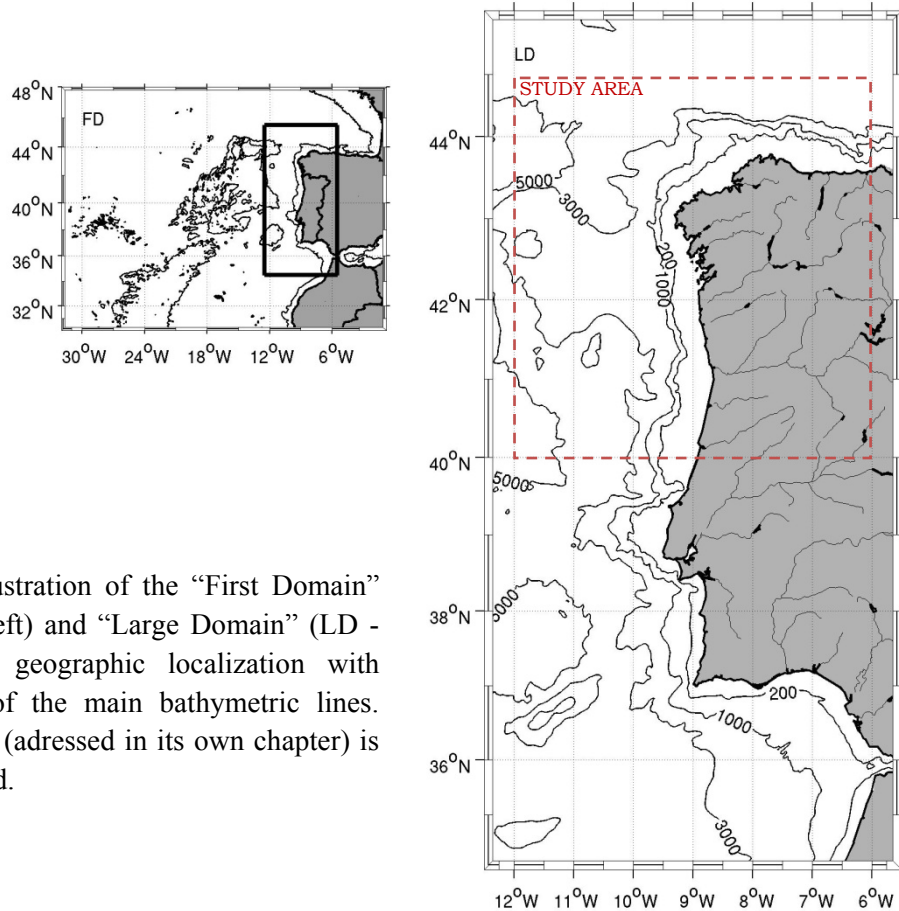 48°N
FD
44°N
40°N
36°N
32°N
30°W 24°W 18°W 12°W 6°W
LD
STUDY AREA
44°N
5000
3000
200
1000
42°N
40°N
5000
38°N
5000
200
1000
36°N
3000
12°W 11°W 10°W 9°W 8°W 7°W 6°W
ustration of the “First Domain”
eft) and “Large Domain” (LD -
geographic localization with
of the main bathymetric lines.
(adressed in its own chapter) is
d.